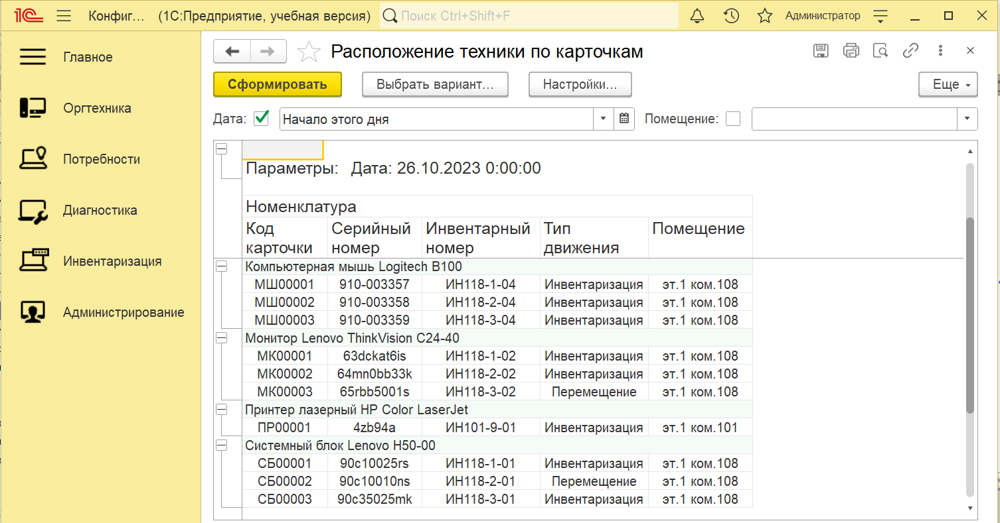 1С Конфиг... (1С:Предприятие, учебная версия) Поиск Ctrl+Shift+F Администратор
Главное
Оргтехника
Потребности
Диагностика
Инвентаризация
Администрирование
Расположение техники по карточкам
Сформировать Выбрать вариант... Настройки... Еще
Дата: Начало этого дня Помещение:
Параметры: Дата: 26.10.2023 0:00:00
Номенклатура
Код карточки Серийный номер Инвентарный номер Тип движения Помещение
Компьютерная мышь Logitech B100
МШ00001 910-003357 ИН118-1-04 Инвентаризация эт.1 ком.108
МШ00002 910-003358 ИН118-2-04 Инвентаризация эт.1 ком.108
МШ00003 910-003359 ИН118-3-04 Инвентаризация эт.1 ком.108
Монитор Lenovo ThinkVision C24-40
МК00001 63dckat6is ИН118-1-02 Инвентаризация эт.1 ком.108
МК00002 64mn0bb33k ИН118-2-02 Инвентаризация эт.1 ком.108
МК00003 65rbb5001s ИН118-3-02 Перемещение эт.1 ком.108
Принтер лазерный HP Color LaserJet
ПР00001 4zb94a ИН101-9-01 Инвентаризация эт.1 ком.101
Системный блок Lenovo H50-00
СБ00001 90c10025rs ИН118-1-01 Инвентаризация эт.1 ком.108
СБ00002 90c10010ns ИН118-2-01 Перемещение эт.1 ком.108
СБ00003 90c35025mk ИН118-3-01 Инвентаризация эт.1 ком.108